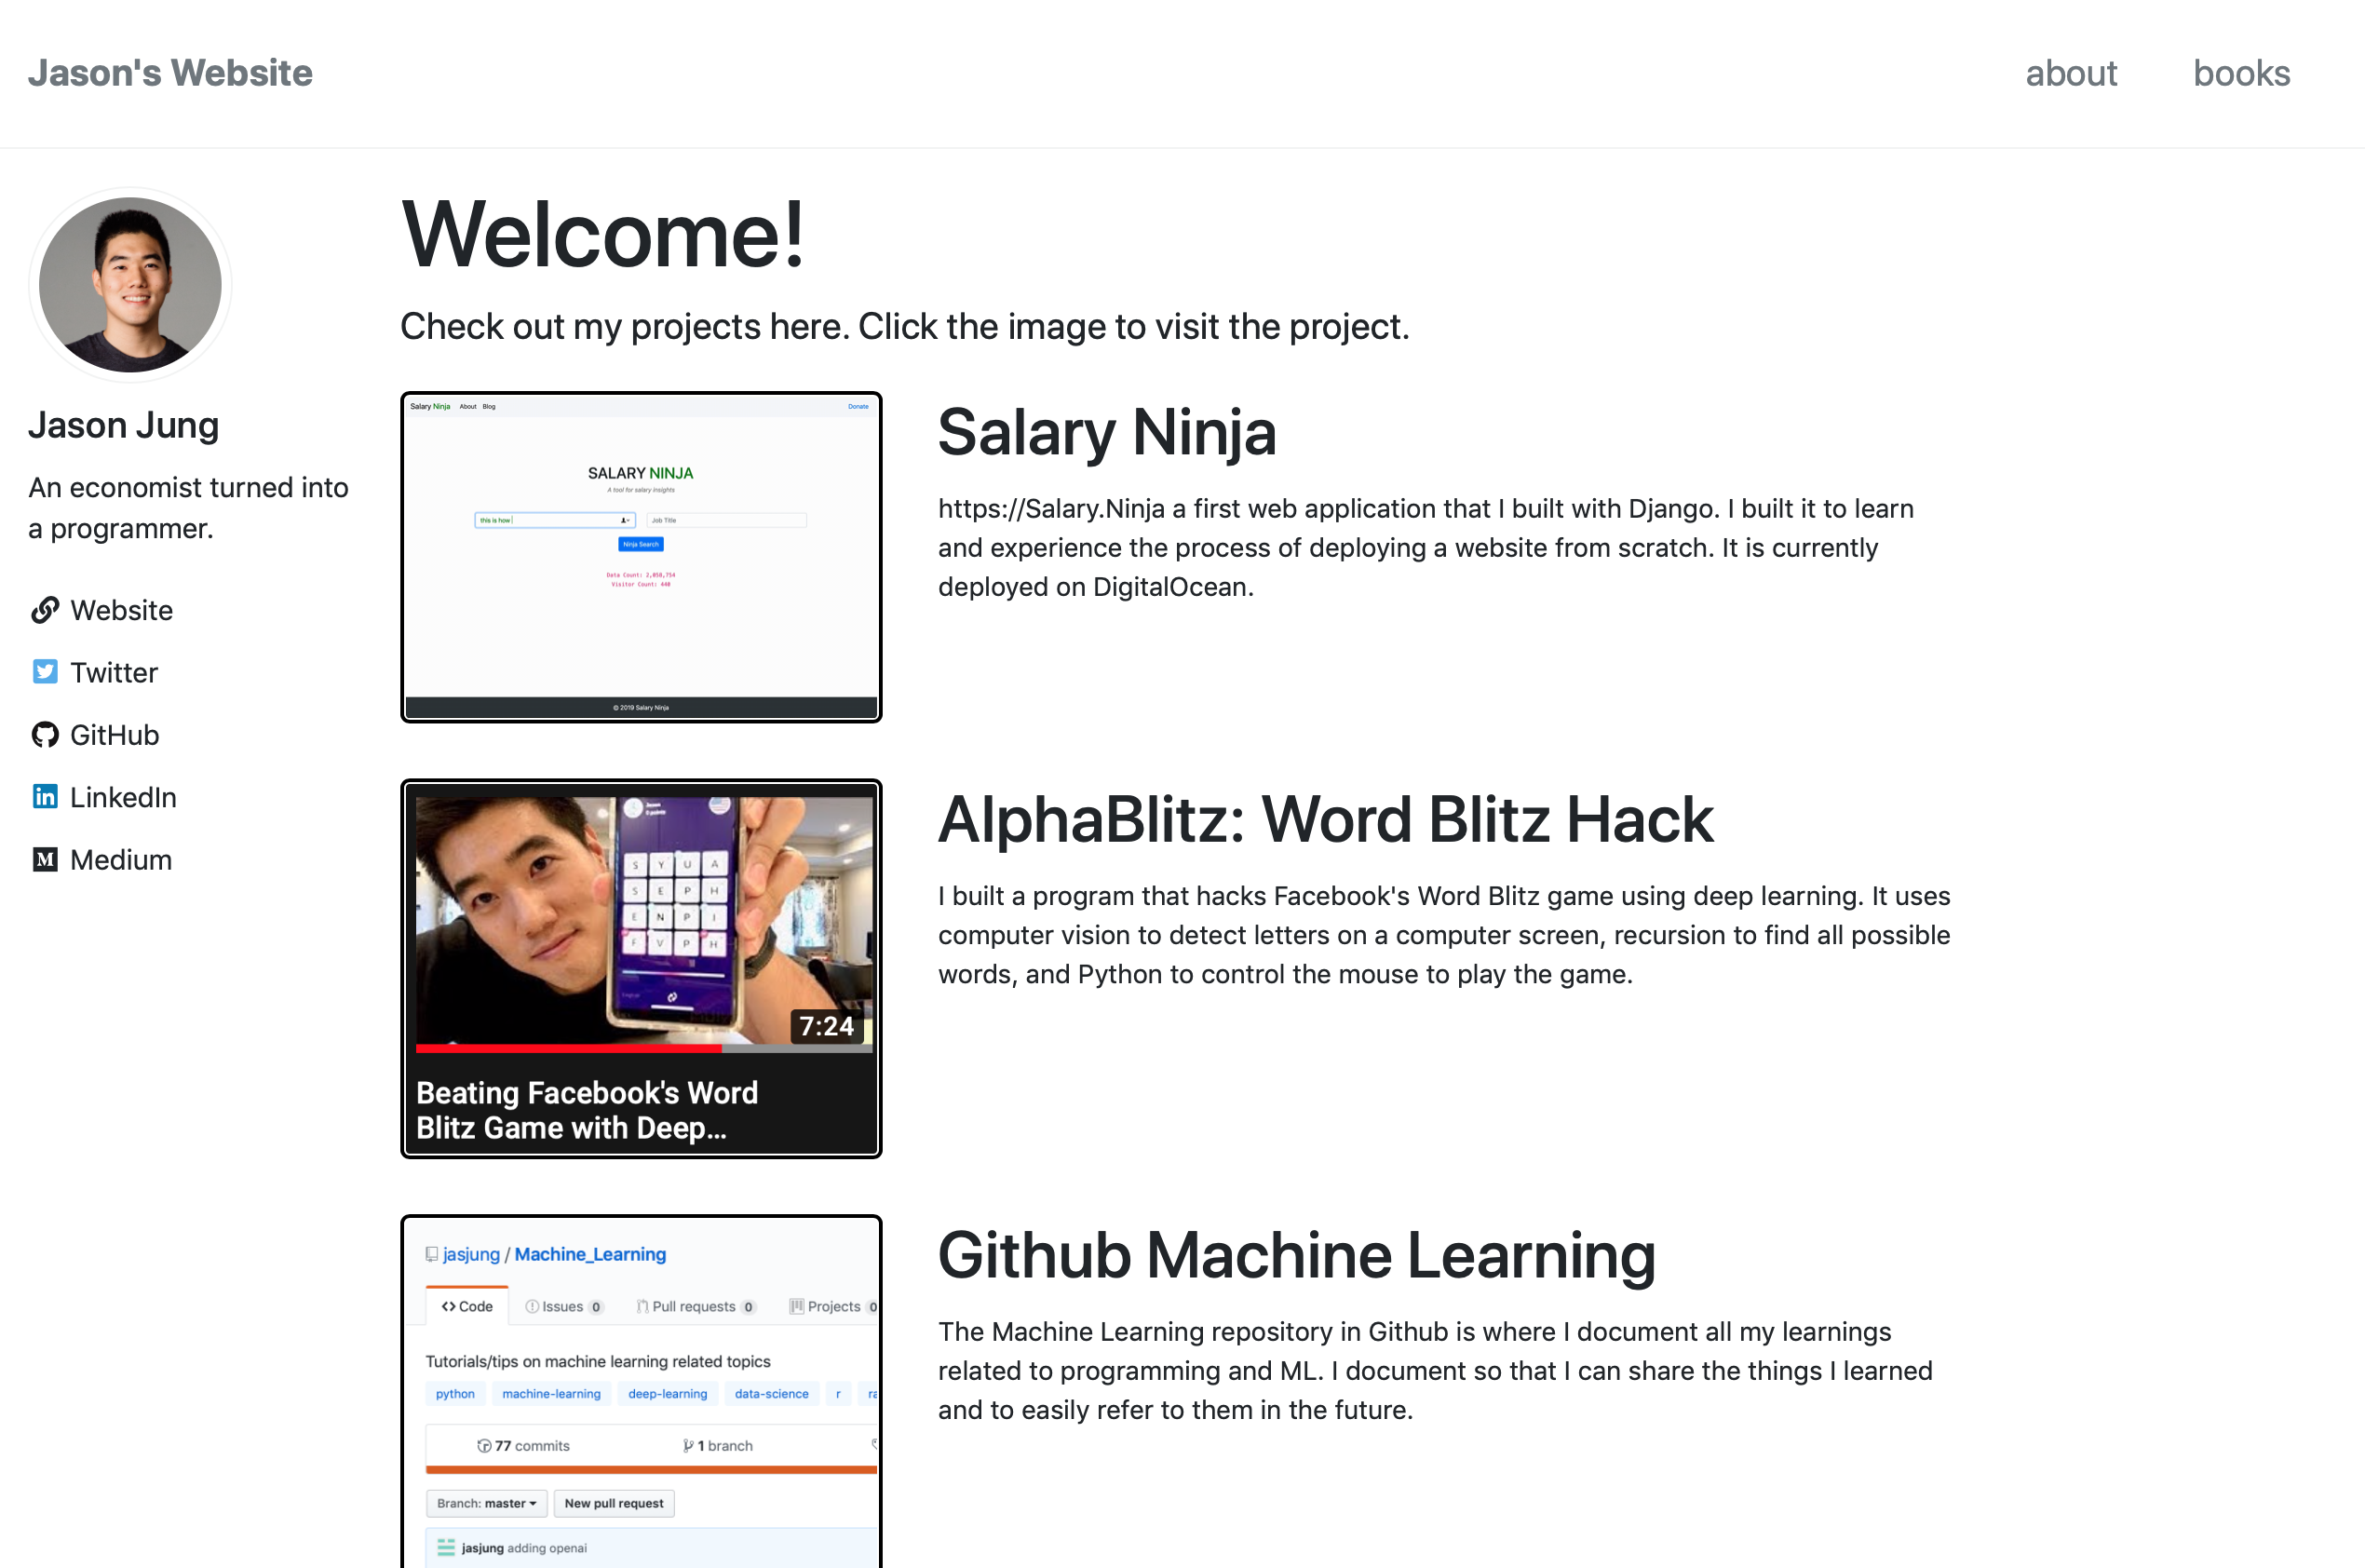 Jason's Website
about
books
Jason Jung
An economist turned into
a programmer.
Website
Twitter
GitHub
LinkedIn
Medium
Welcome!
Check out my projects here. Click the image to visit the project.
Salary Ninja About Blog Donate
SALARY NINJA
A tool for salary insights
this is how
Job Title
Ninja Search
Data Count: 2,050,754
Visitor Count: 440
© 2019 Salary Ninja
Salary Ninja
https://Salary.Ninja a first web application that I built with Django. I built it to learn
and experience the process of deploying a website from scratch. It is currently
deployed on DigitalOcean.
S Y U A
S E P H
E N P I
F V P H
7:24
Beating Facebook's Word
Blitz Game with Deep...
AlphaBlitz: Word Blitz Hack
I built a program that hacks Facebook's Word Blitz game using deep learning. It uses
computer vision to detect letters on a computer screen, recursion to find all possible
words, and Python to control the mouse to play the game.
jasjung / Machine_Learning
Code Issues 0 Pull requests 0 Projects 0
Tutorials/tips on machine learning related topics
python machine-learning deep-learning data-science r ra
77 commits 1 branch
Branch: master New pull request
jasjung adding openai
Github Machine Learning
The Machine Learning repository in Github is where I document all my learnings
related to programming and ML. I document so that I can share the things I learned
and to easily refer to them in the future.